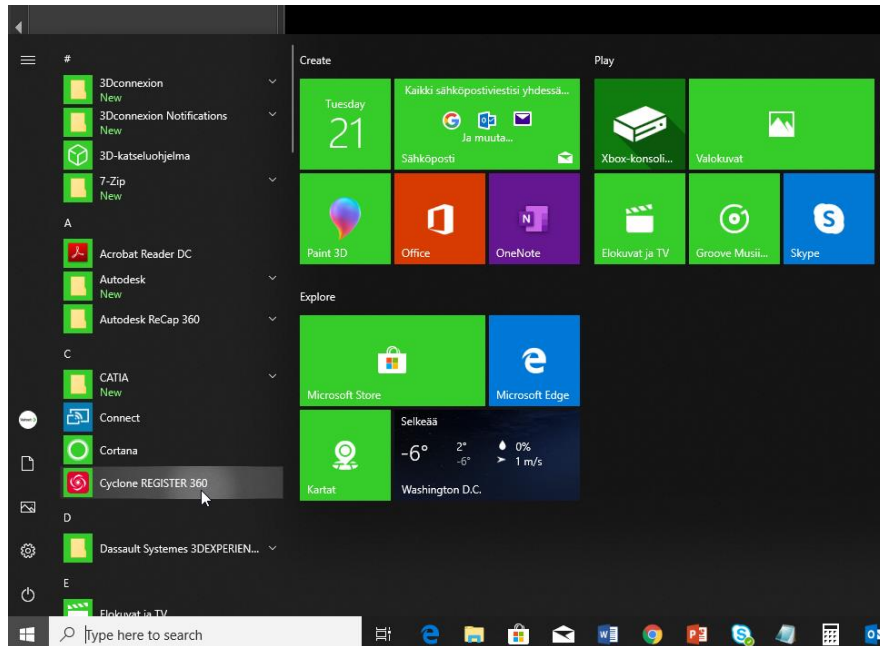 #
3Dconnexion
New
3Dconnexion Notifications
New
3D-katseluohjelma
7-Zip
New
A
Acrobat Reader DC
Autodesk
New
Autodesk ReCap 360
C
CATIA
New
Connect
Cortana
Cyclone REGISTER 360
D
Dassault Systemes 3DEXPERIEN...
E
Elokuvat ja TV
Create
Tuesday
21
Kaikki sähköpostiviestisi yhdessä...
Ja muuta...
Sähköposti
Paint 3D
Office
OneNote
Explore
Microsoft Store
Microsoft Edge
Kartat
Selkeää
-6° 2° 0%
-6° 1 m/s
Washington D.C.
Play
Xbox-konsoli...
Valokuvat
Elokuvat ja TV
Groove Musii...
Skype
Type here to search